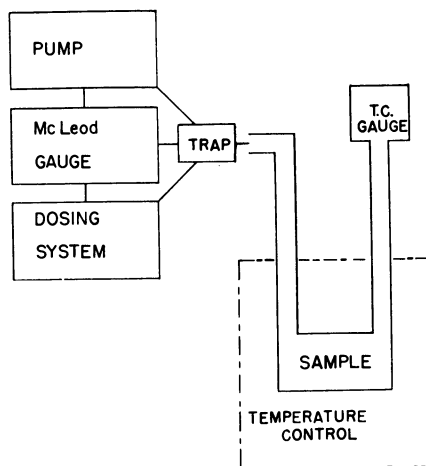 PUMP
Mc Leod
GAUGE
DOSING
SYSTEM
TRAP
T.C.
GAUGE
SAMPLE
TEMPERATURE
CONTROL